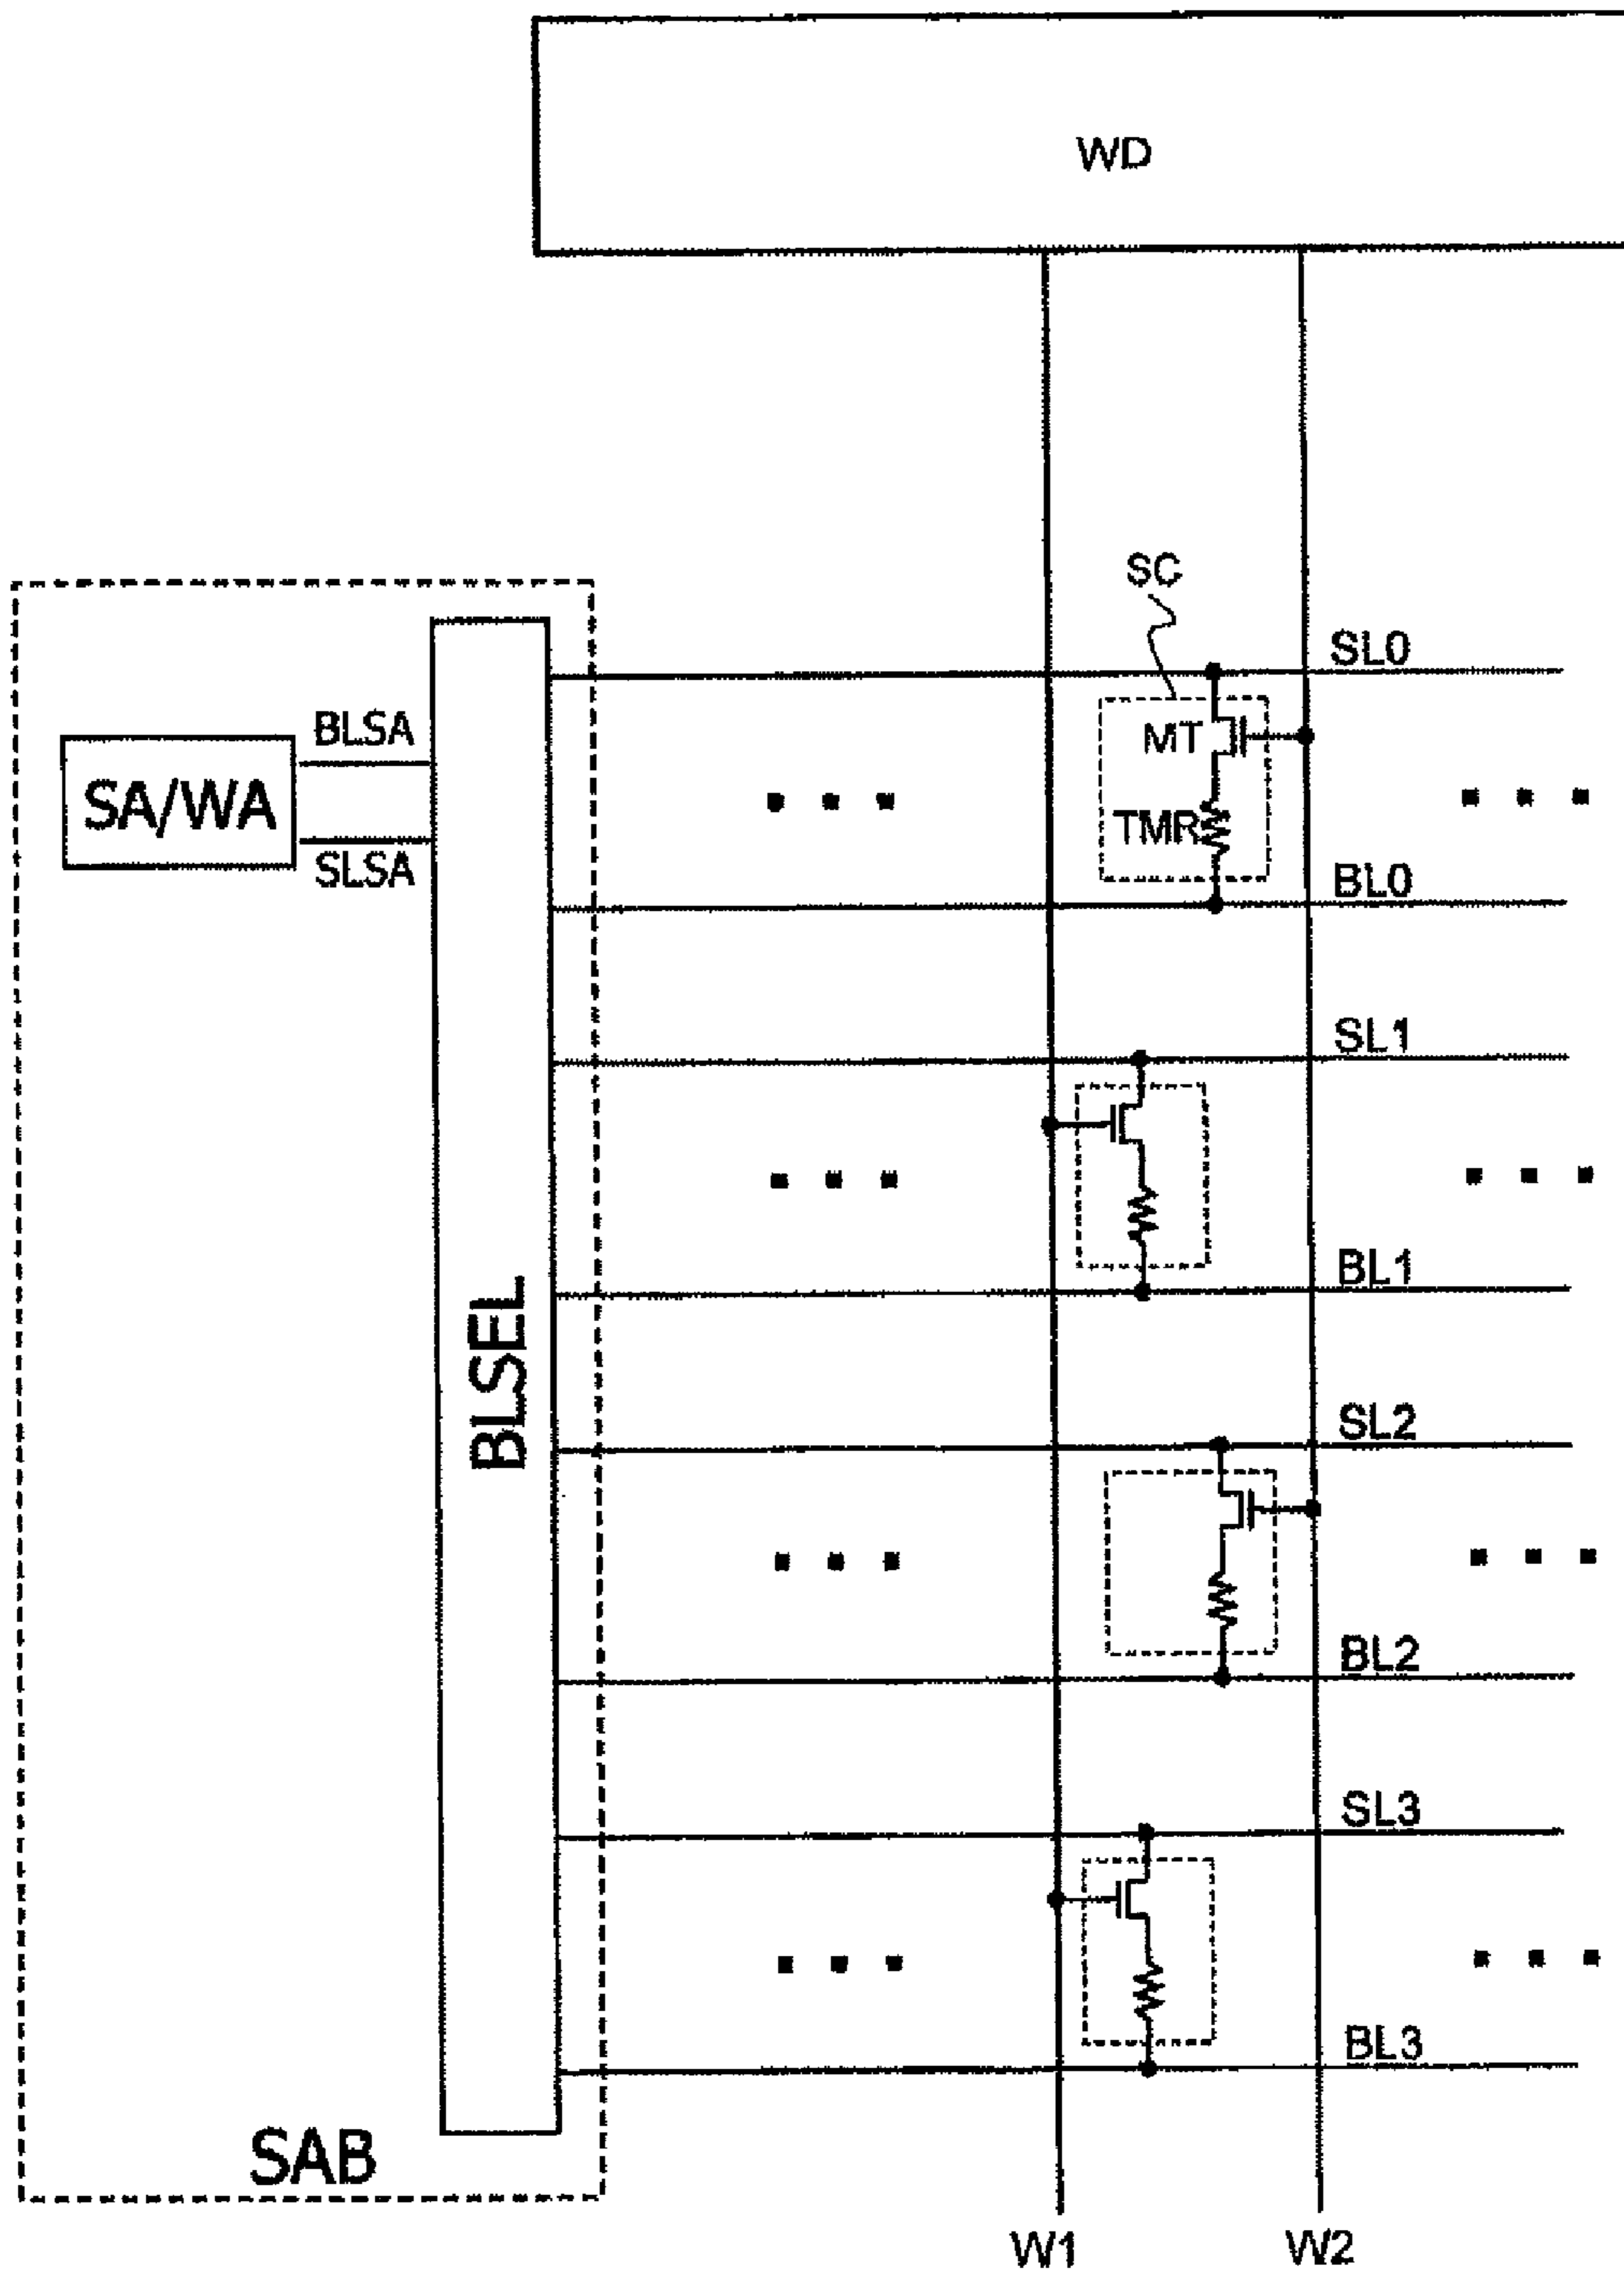 WD
SC
SL0
MT
BLSA
SA/WA
TMR
SLSA
BL0
SL1
BL1
BLSEL
SL2
BL2
SL3
BL3
SAB
W1
W2